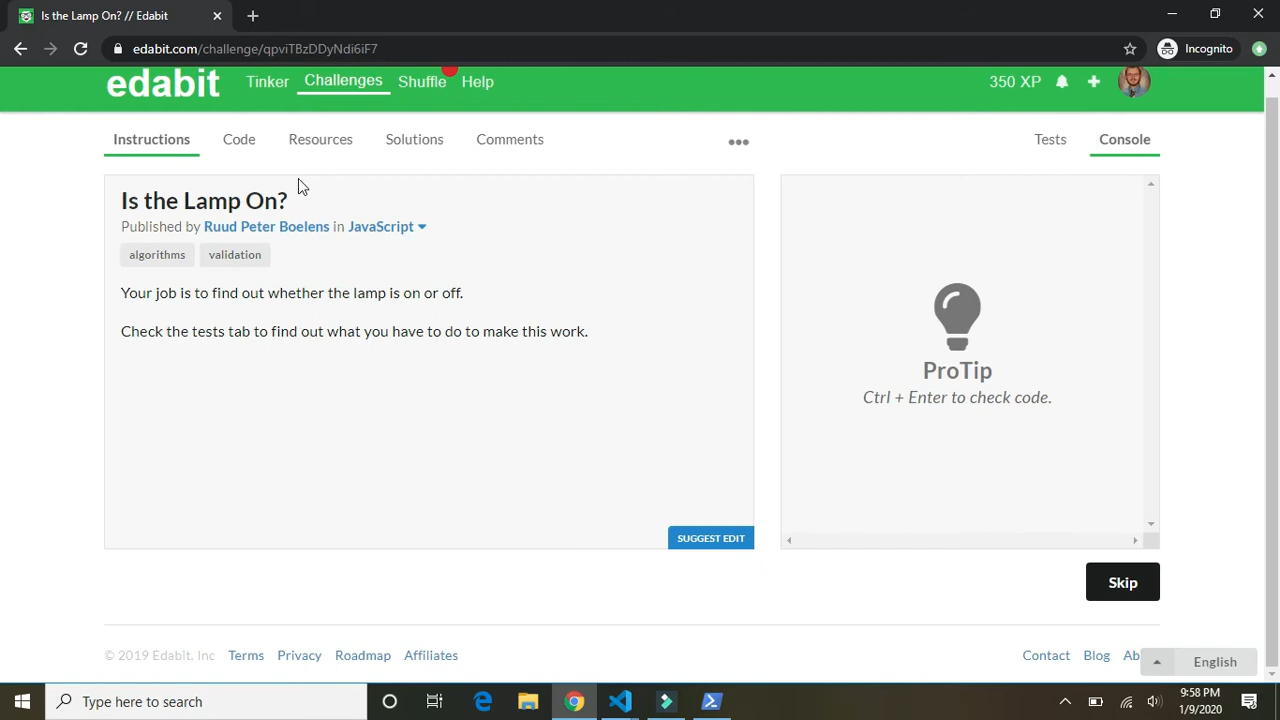 Is the Lamp On? // Edabit
edabit.com/challenge/qpviTBzDDyNdi6iF7
Incognito
edabit Tinker Challenges Shuffle Help 350 XP
Instructions Code Resources Solutions Comments Tests Console
Is the Lamp On?
Published by Ruud Peter Boelens in JavaScript
algorithms validation
Your job is to find out whether the lamp is on or off.
Check the tests tab to find out what you have to do to make this work.
SUGGEST EDIT
ProTip
Ctrl + Enter to check code.
Skip
© 2019 Edabit, Inc Terms Privacy Roadmap Affiliates Contact Blog Ab
English
Type here to search
9:58 PM
1/9/2020